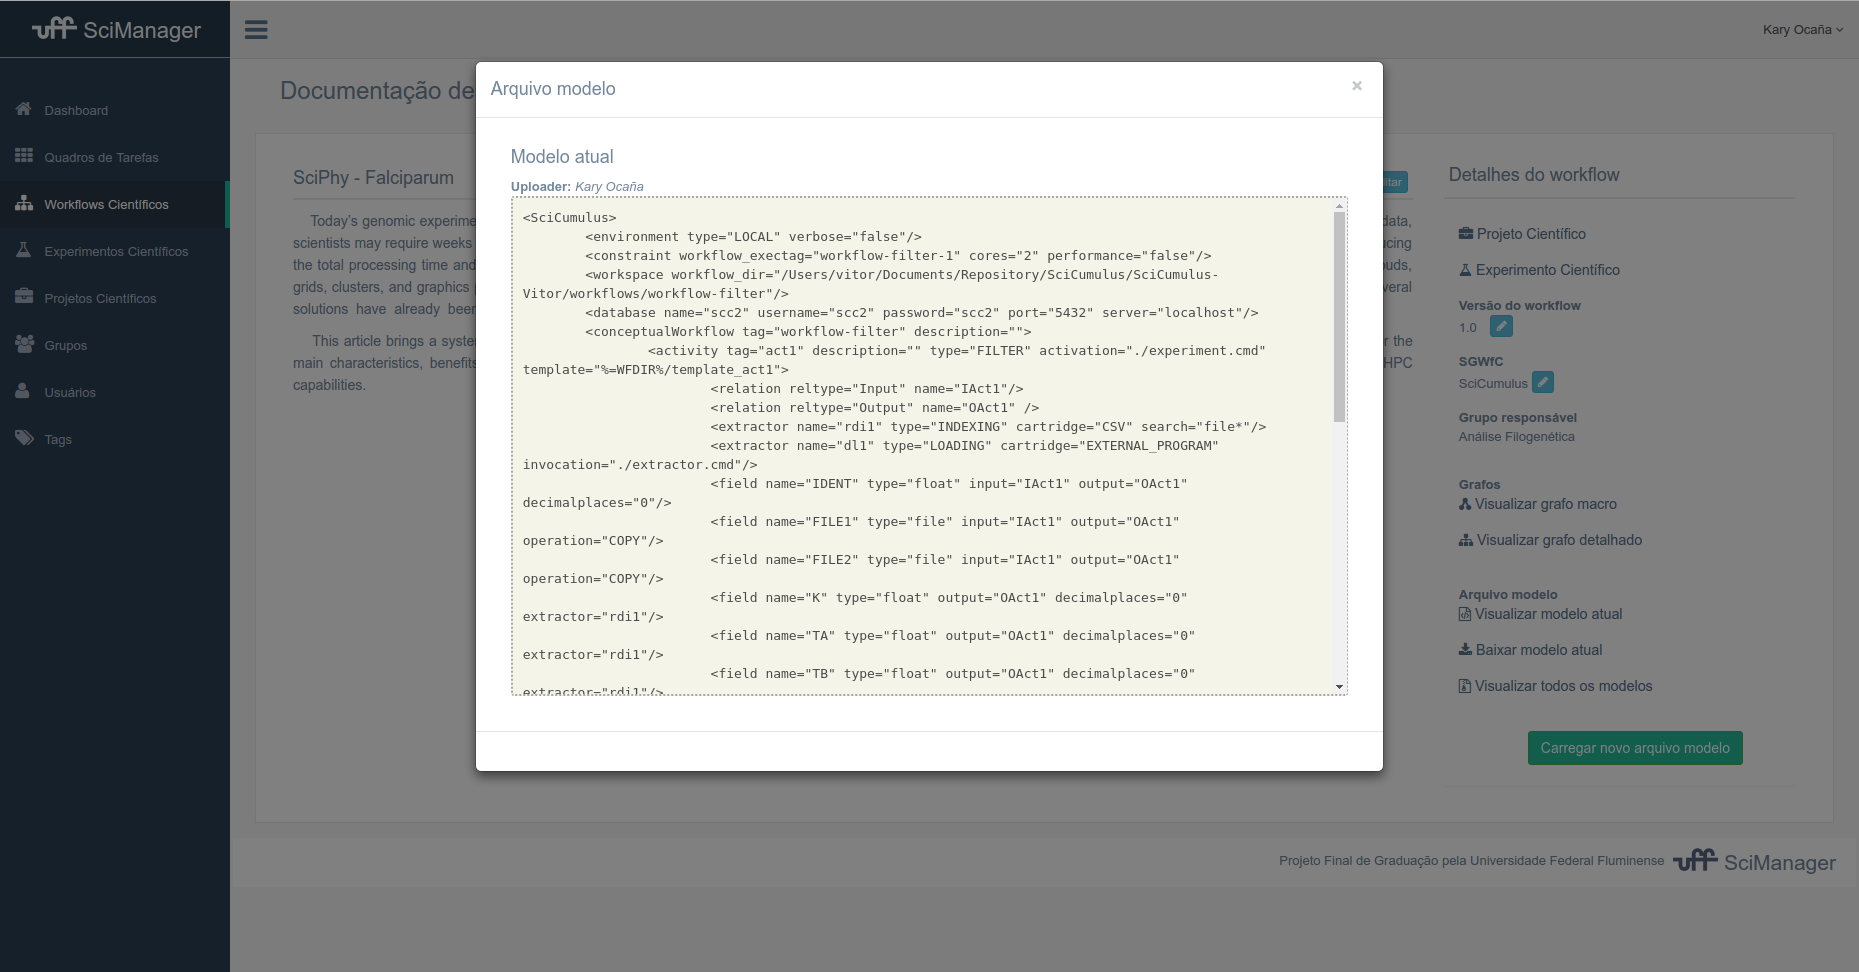 uff SciManager
Kary Ocaña
Dashboard
Quadros de Tarefas
Workflows Científicos
Experimentos Científicos
Projetos Científicos
Grupos
Usuários
Tags
Documentação de
SciPhy - Falciparum
Today's genomic experime
scientists may require weeks
the total processing time and
grids, clusters, and graphics
solutions have already been
This article brings a syste
main characteristics, benefits
capabilities.
Arquivo modelo
×
Modelo atual
Uploader: Kary Ocaña
<SciCumulus>
<environment type="LOCAL" verbose="false"/>
<constraint workflow_exectag="workflow-filter-1" cores="2" performance="false"/>
<workspace workflow_dir="/Users/vitor/Documents/Repository/SciCumulus/SciCumulus-
Vitor/workflows/workflow-filter"/>
<database name="scc2" username="scc2" password="scc2" port="5432" server="localhost"/>
<conceptualWorkflow tag="workflow-filter" description="">
<activity tag="act1" description="" type="FILTER" activation="./experiment.cmd"
template="%=WFDIR%/template_act1">
<relation reltype="Input" name="IAct1"/>
<relation reltype="Output" name="OAct1" />
<extractor name="rdi1" type="INDEXING" cartridge="CSV" search="file*"/>
<extractor name="dl1" type="LOADING" cartridge="EXTERNAL_PROGRAM"
invocation="./extractor.cmd"/>
<field name="IDENT" type="float" input="IAct1" output="OAct1"
decimalplaces="0"/>
<field name="FILE1" type="file" input="IAct1" output="OAct1"
operation="COPY"/>
<field name="FILE2" type="file" input="IAct1" output="OAct1"
operation="COPY"/>
<field name="K" type="float" output="OAct1" decimalplaces="0"
extractor="rdi1"/>
<field name="TA" type="float" output="OAct1" decimalplaces="0"
extractor="rdi1"/>
<field name="TB" type="float" output="OAct1" decimalplaces="0"
extractor="rdi1"/>
itar
data,
cing
uds,
veral
r the
HPC
Detalhes do workflow
Projeto Científico
Experimento Científico
Versão do workflow
1.0
SGWfC
SciCumulus
Grupo responsável
Análise Filogenética
Grafos
Visualizar grafo macro
Visualizar grafo detalhado
Arquivo modelo
Visualizar modelo atual
Baixar modelo atual
Visualizar todos os modelos
Carregar novo arquivo modelo
Projeto Final de Graduação pela Universidade Federal Fluminense uff SciManager